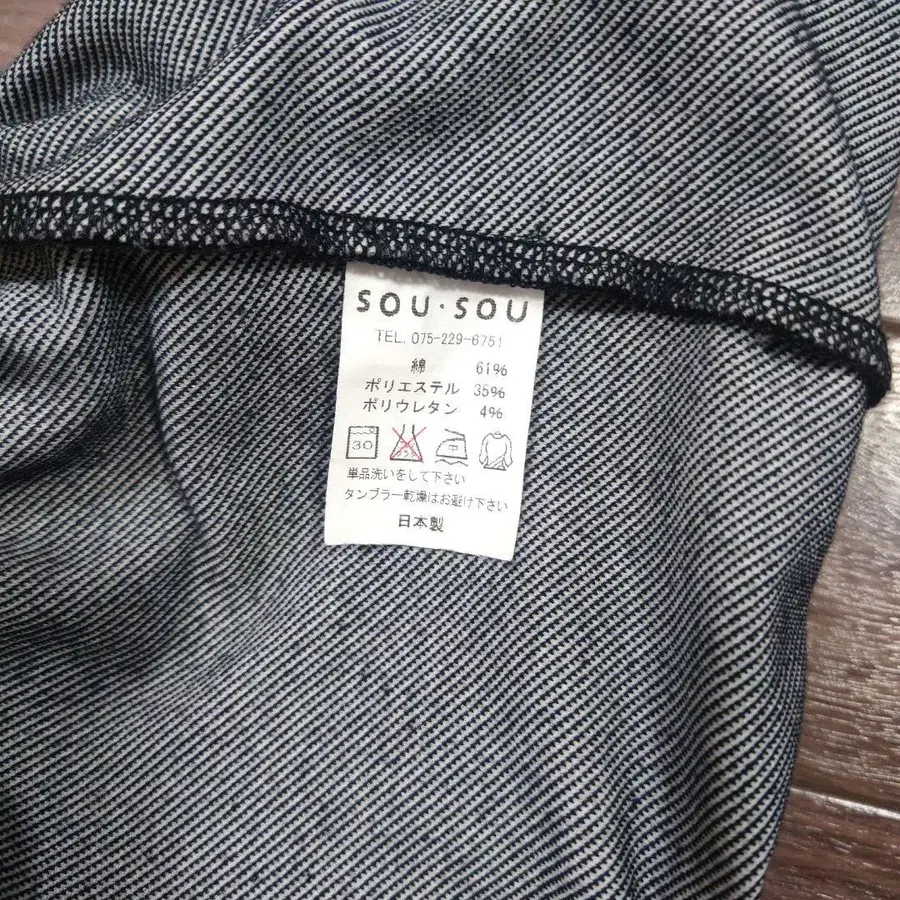 SOU・SOU
TEL. 075-229-6751
綿 61%
ポリエステル 35%
ポリウレタン 4%
30
単品洗いをして下さい
タンブラー乾燥はお避け下さい
日本製